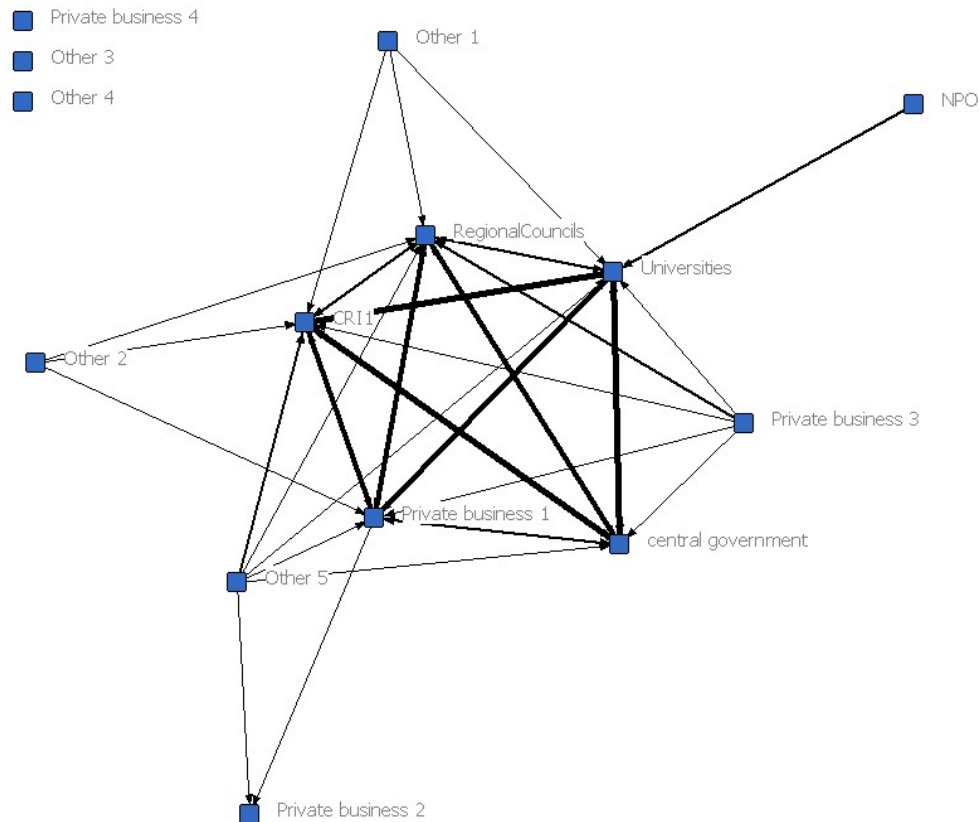 Private business 4
Other 3
Other 4
Other 1
NPO
RegionalCouncils
Universities
CRI1
Other 2
Private business 3
Private business 1
central government
Other 5
Private business 2